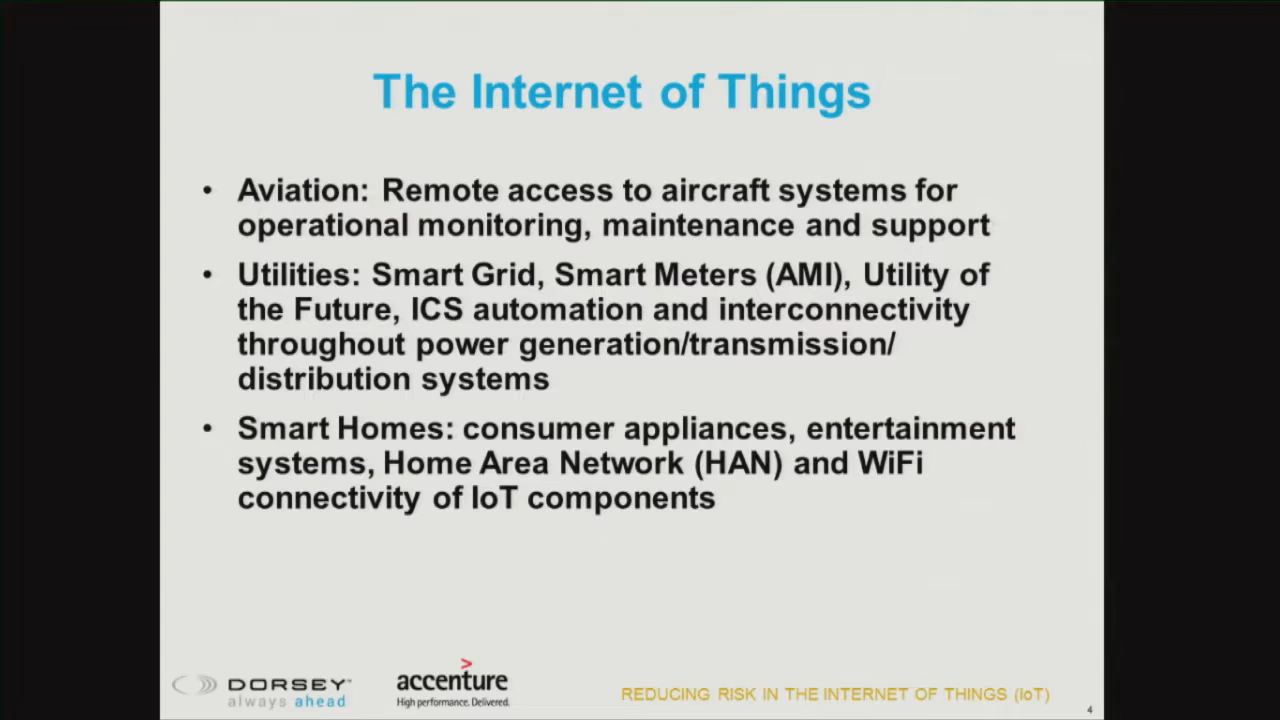 The Internet of Things
• Aviation: Remote access to aircraft systems for
operational monitoring, maintenance and support
• Utilities: Smart Grid, Smart Meters (AMI), Utility of
the Future, ICS automation and interconnectivity
throughout power generation/transmission/
distribution systems
• Smart Homes: consumer appliances, entertainment
systems, Home Area Network (HAN) and WiFi
connectivity of IoT components
DORSEY™
always ahead
accenture
High performance. Delivered.
REDUCING RISK IN THE INTERNET OF THINGS (IoT)
4